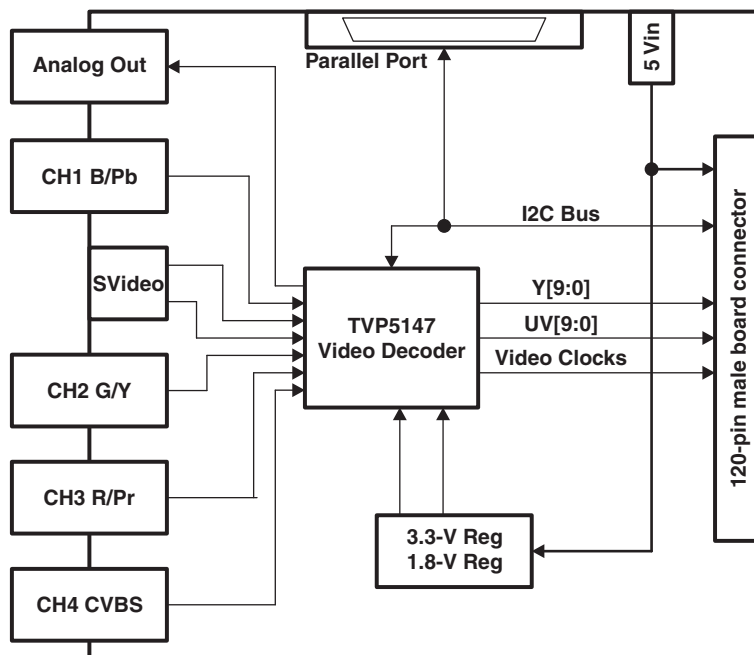 Analog Out
Parallel Port
5 Vin
CH1 B/Pb
I2C Bus
SVideo
TVP5147
Video Decoder
Y[9:0]
UV[9:0]
Video Clocks
120-pin male board connector
CH2 G/Y
CH3 R/Pr
3.3-V Reg
1.8-V Reg
CH4 CVBS